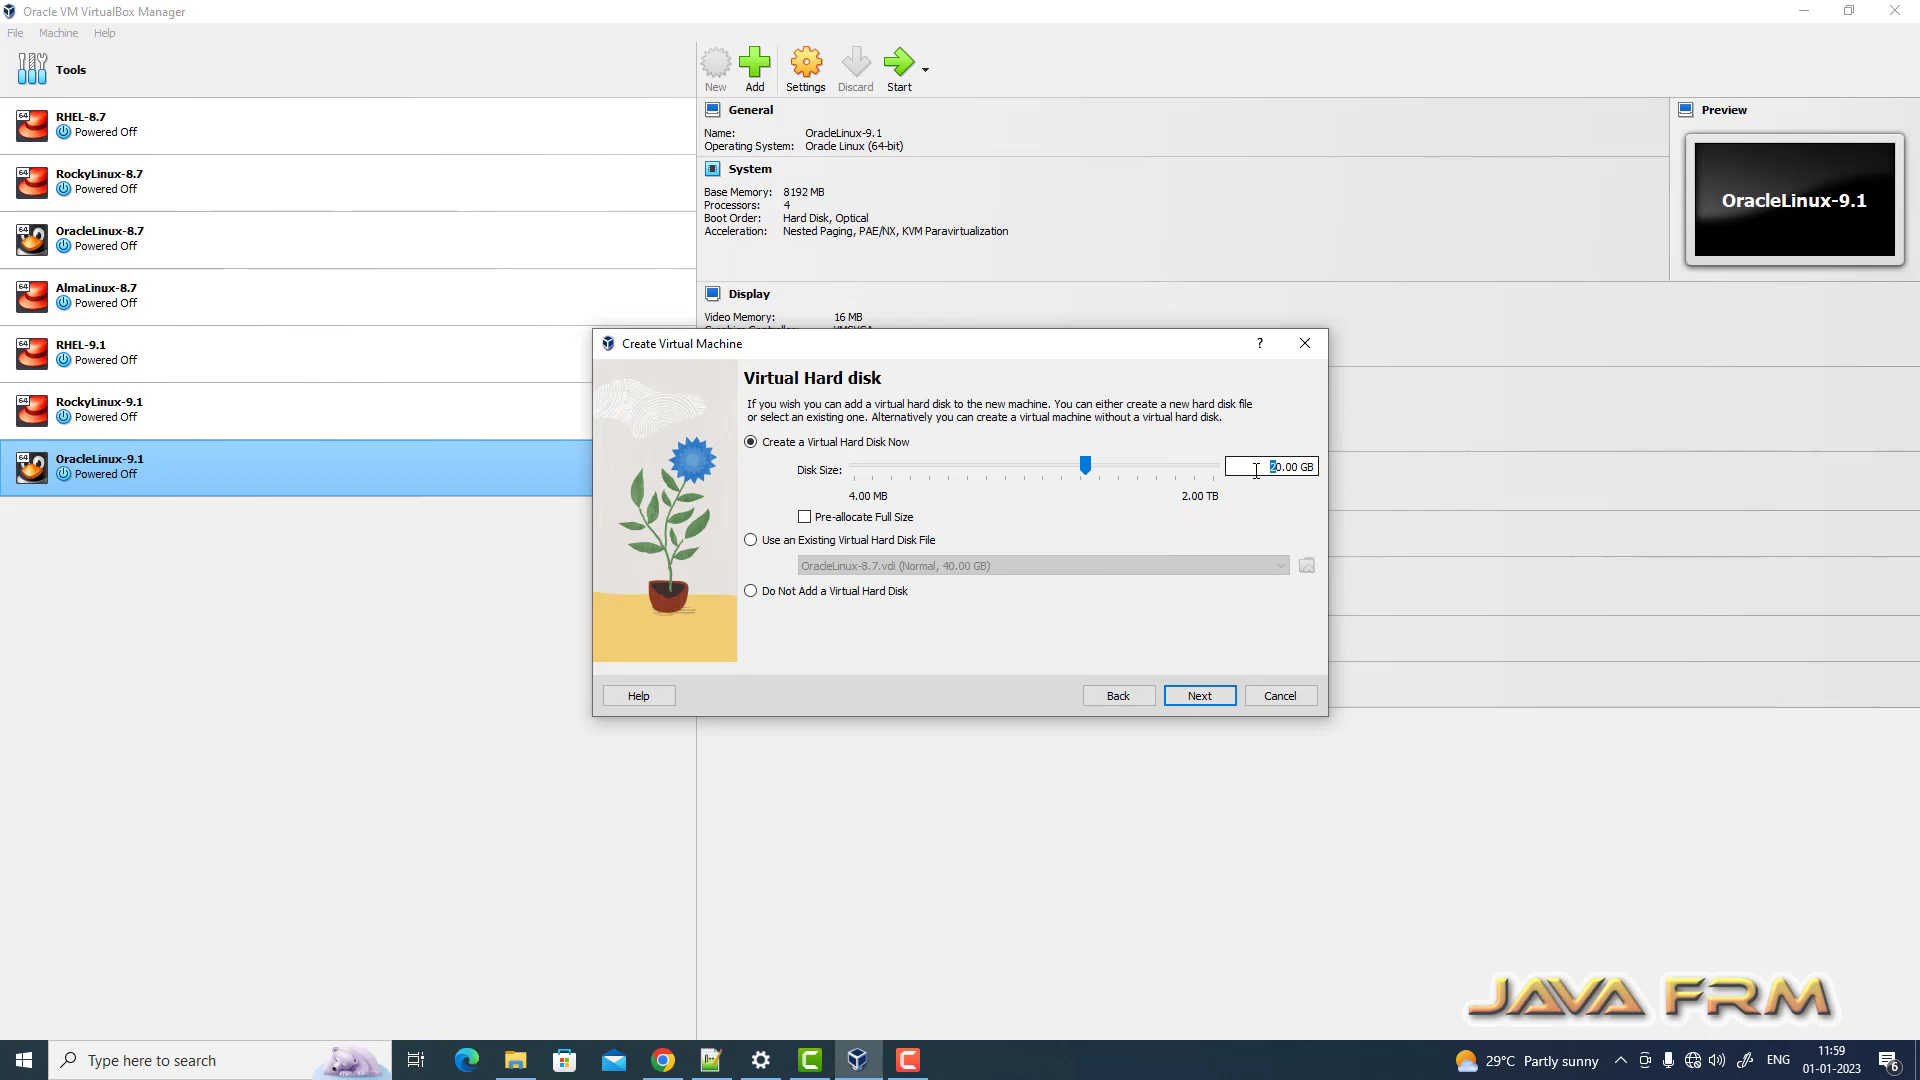 Oracle VM VirtualBox Manager
File Machine Help
Tools
New Add Settings Discard Start
64
RHEL-8.7
Powered Off
64
RockyLinux-8.7
Powered Off
64
OracleLinux-8.7
Powered Off
64
AlmaLinux-8.7
Powered Off
64
RHEL-9.1
Powered Off
64
RockyLinux-9.1
Powered Off
64
OracleLinux-9.1
Powered Off
General
Name: OracleLinux-9.1
Operating System: Oracle Linux (64-bit)
System
Base Memory: 8192 MB
Processors: 4
Boot Order: Hard Disk, Optical
Acceleration: Nested Paging, PAE/NX, KVM Paravirtualization
Display
Video Memory: 16 MB
Preview
OracleLinux-9.1
Create Virtual Machine
Virtual Hard disk
If you wish you can add a virtual hard disk to the new machine. You can either create a new hard disk file
or select an existing one. Alternatively you can create a virtual machine without a virtual hard disk.
Create a Virtual Hard Disk Now
Disk Size: 20.00 GB
4.00 MB 2.00 TB
Pre-allocate Full Size
Use an Existing Virtual Hard Disk File
OracleLinux-8.7.vdi (Normal, 40.00 GB)
Do Not Add a Virtual Hard Disk
Help Back Next Cancel
JAVA FRM
Type here to search
29°C Partly sunny
ENG
11:59
01-01-2023
6